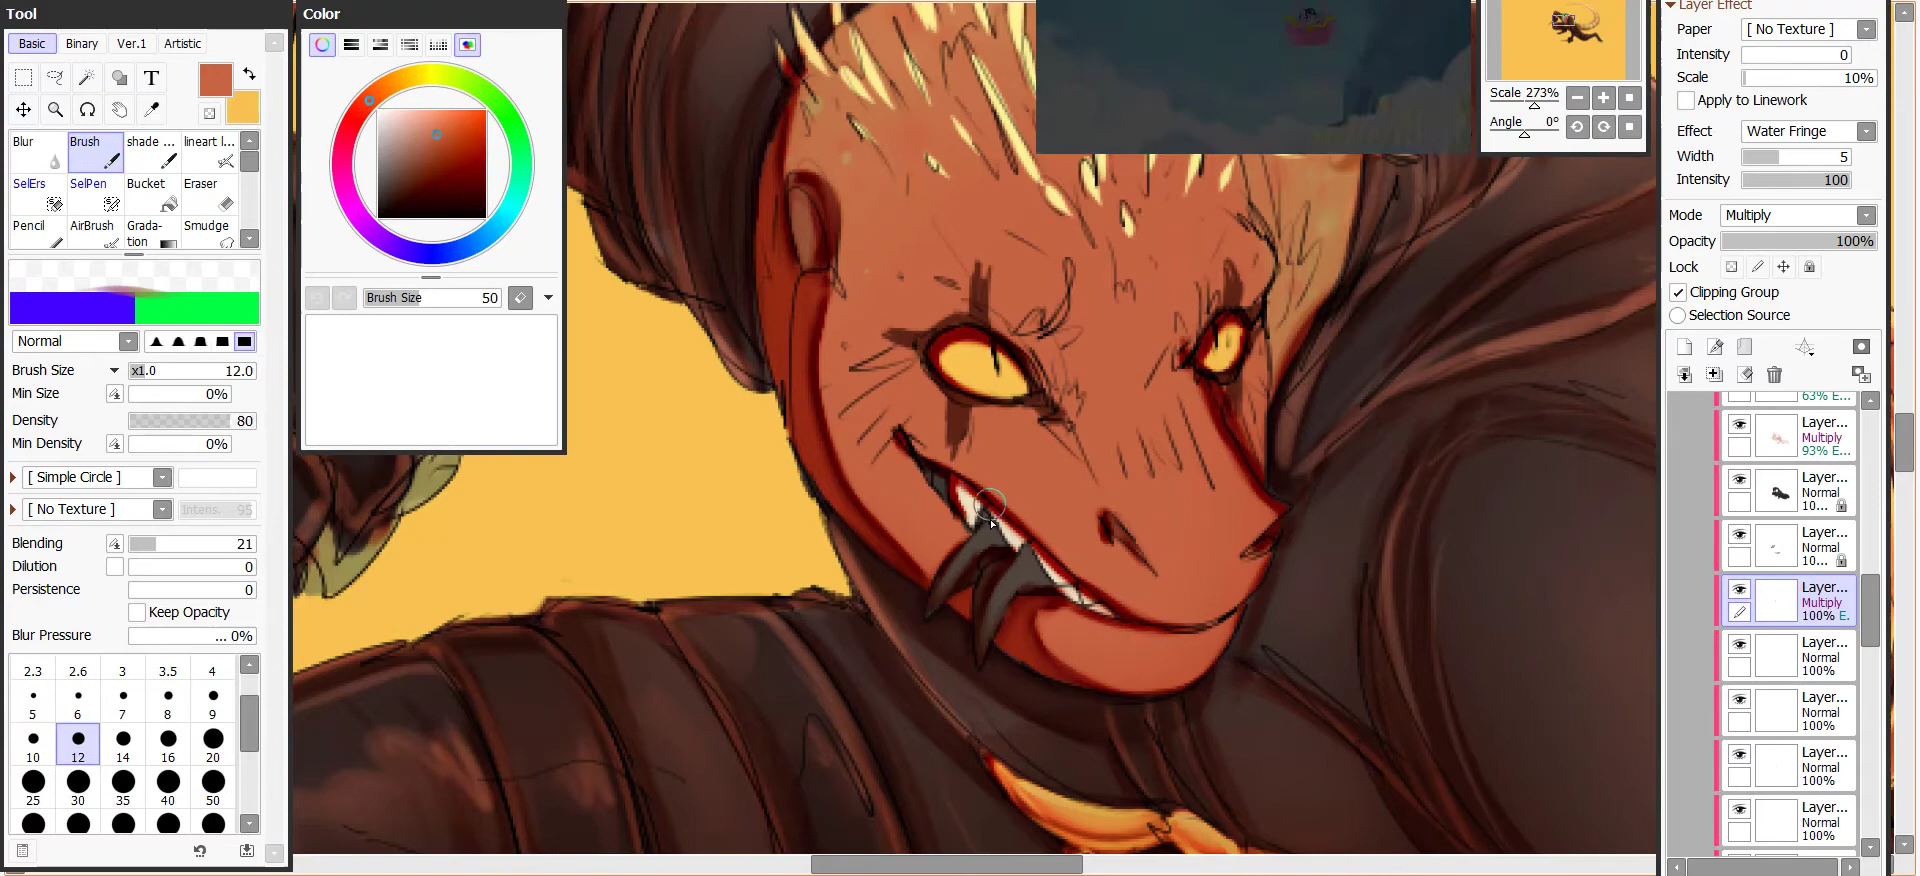 Tool
Basic
Binary
Ver.1
Artistic
T
Blur
Brush
shade ...
lineart l...
SelErs
SelPen
Bucket
Eraser
Pencil
AirBrush
Grada-
tion
Smudge
Normal
Brush Size
x1.0
12.0
Min Size
0%
Density
80
Min Density
0%
[ Simple Circle ]
[ No Texture ]
Intens.
95
Blending
21
Dilution
0
Persistence
0
Keep Opacity
Blur Pressure
... 0%
2.3
2.6
3
3.5
4
5
6
7
8
9
10
12
14
16
20
25
30
35
40
50
Color
Brush Size
50
Scale 273%
Angle 0°
Layer Effect
Paper
[ No Texture ]
Intensity
0
Scale
10%
Apply to Linework
Effect
Water Fringe
Width
5
Intensity
100
Mode
Multiply
Opacity
100%
Lock
Clipping Group
Selection Source
63% E...
Layer...
Multiply
93% E...
Layer...
Normal
10...
Layer...
Normal
10...
Layer...
Multiply
100% E.
Layer...
Normal
100%
Layer...
Normal
100%
Layer...
Normal
100%
Layer...
Normal
100%